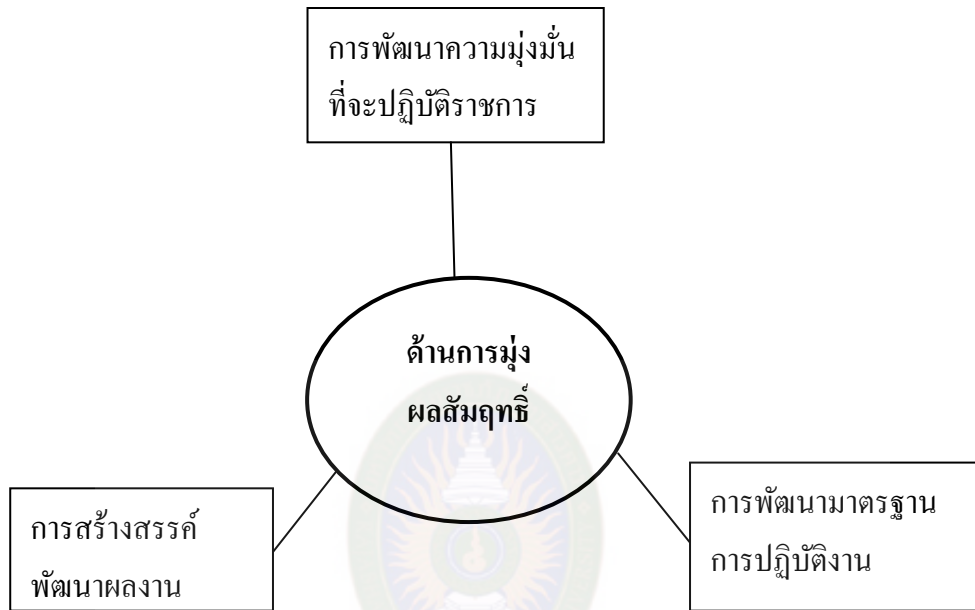 การพัฒนาความมุ่งมั่น
ที่จะปฏิบัติราชการ
ด้านการมุ่ง
ผลสัมฤทธิ์
การสร้างสรรค์
พัฒนาผลงาน
การพัฒนามาตรฐาน
การปฏิบัติงาน